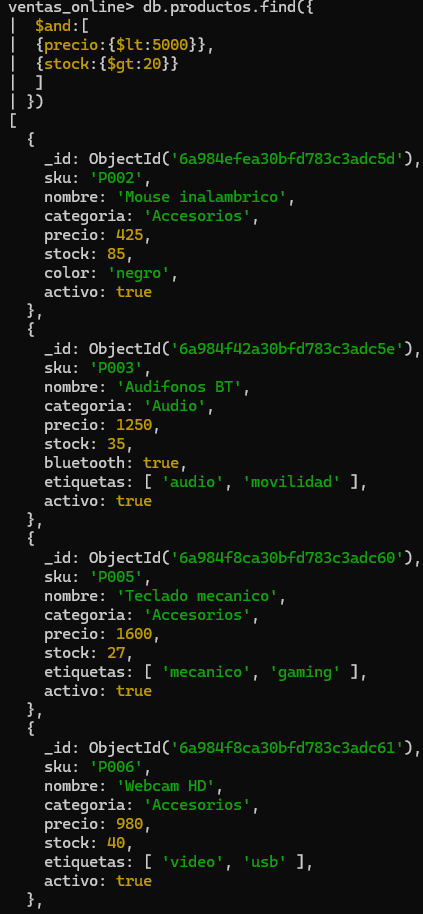 ventas_online> db.productos.find({
|  $and:[
|  {precio:{$lt:5000}},
|  {stock:{$gt:20}}
|  ]
| })
[
  {
    _id: ObjectId('6a984efea30bfd783c3adc5d'),
    sku: 'P002',
    nombre: 'Mouse inalambrico',
    categoria: 'Accesorios',
    precio: 425,
    stock: 85,
    color: 'negro',
    activo: true
  },
  {
    _id: ObjectId('6a984f42a30bfd783c3adc5e'),
    sku: 'P003',
    nombre: 'Audifonos BT',
    categoria: 'Audio',
    precio: 1250,
    stock: 35,
    bluetooth: true,
    etiquetas: [ 'audio', 'movilidad' ],
    activo: true
  },
  {
    _id: ObjectId('6a984f8ca30bfd783c3adc60'),
    sku: 'P005',
    nombre: 'Teclado mecanico',
    categoria: 'Accesorios',
    precio: 1600,
    stock: 27,
    etiquetas: [ 'mecanico', 'gaming' ],
    activo: true
  },
  {
    _id: ObjectId('6a984f8ca30bfd783c3adc61'),
    sku: 'P006',
    nombre: 'Webcam HD',
    categoria: 'Accesorios',
    precio: 980,
    stock: 40,
    etiquetas: [ 'video', 'usb' ],
    activo: true
  },